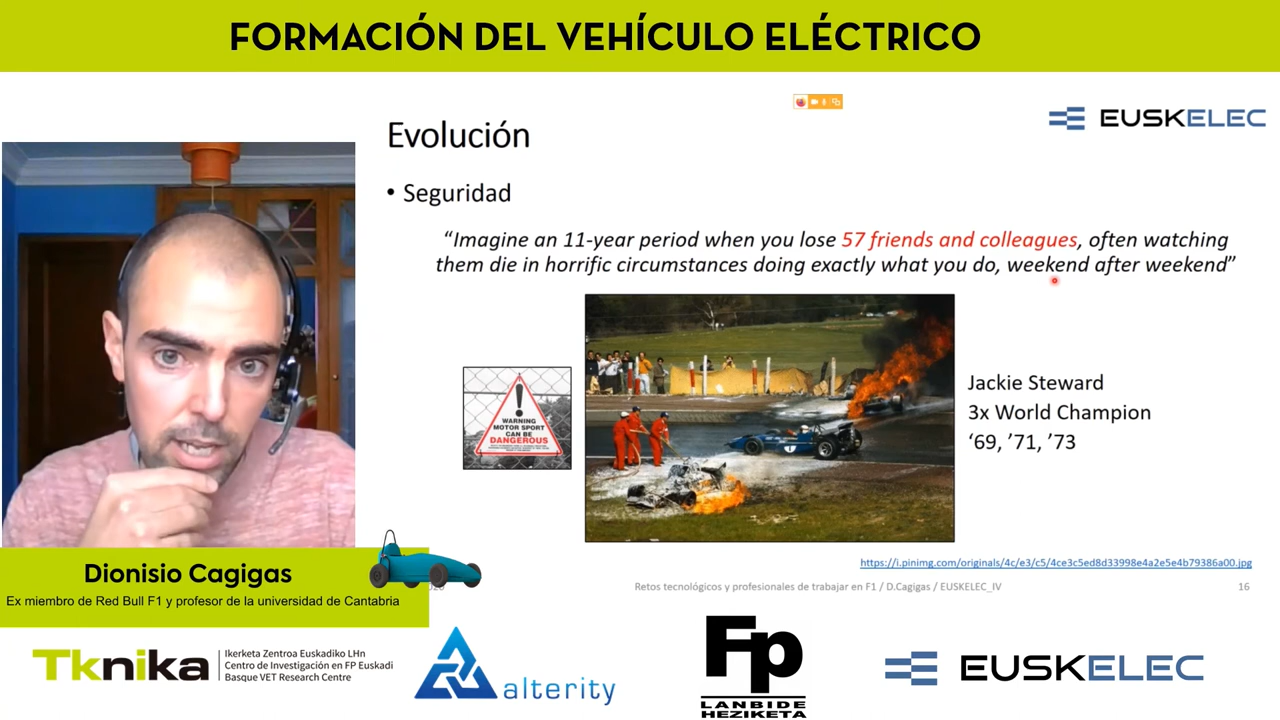 FORMACIÓN DEL VEHÍCULO ELÉCTRICO
EUSKELEC
Evolución
• Seguridad
“Imagine an 11-year period when you lose 57 friends and colleagues, often watching
them die in horrific circumstances doing exactly what you do, weekend after weekend”
WARNING
MOTOR SPORT
CAN BE
DANGEROUS
1
Jackie Steward
3x World Champion
‘69, ’71, ’73
https://i.pinimg.com/originals/4c/e3/c5/4ce3c5ed8d33998e4a2e5e4b79386a00.jpg
Retos tecnológicos y profesionales de trabajar en F1 / D.Cagigas / EUSKELEC_IV
16
Dionisio Cagigas
Ex miembro de Red Bull F1 y profesor de la universidad de Cantabria
Tknika
Ikerketa Zentroa Euskadiko LHn
Centro de Investigación en FP Euskadi
Basque VET Research Centre
alterity
Fp
LANBIDE
HEZIKETA
EUSKELEC